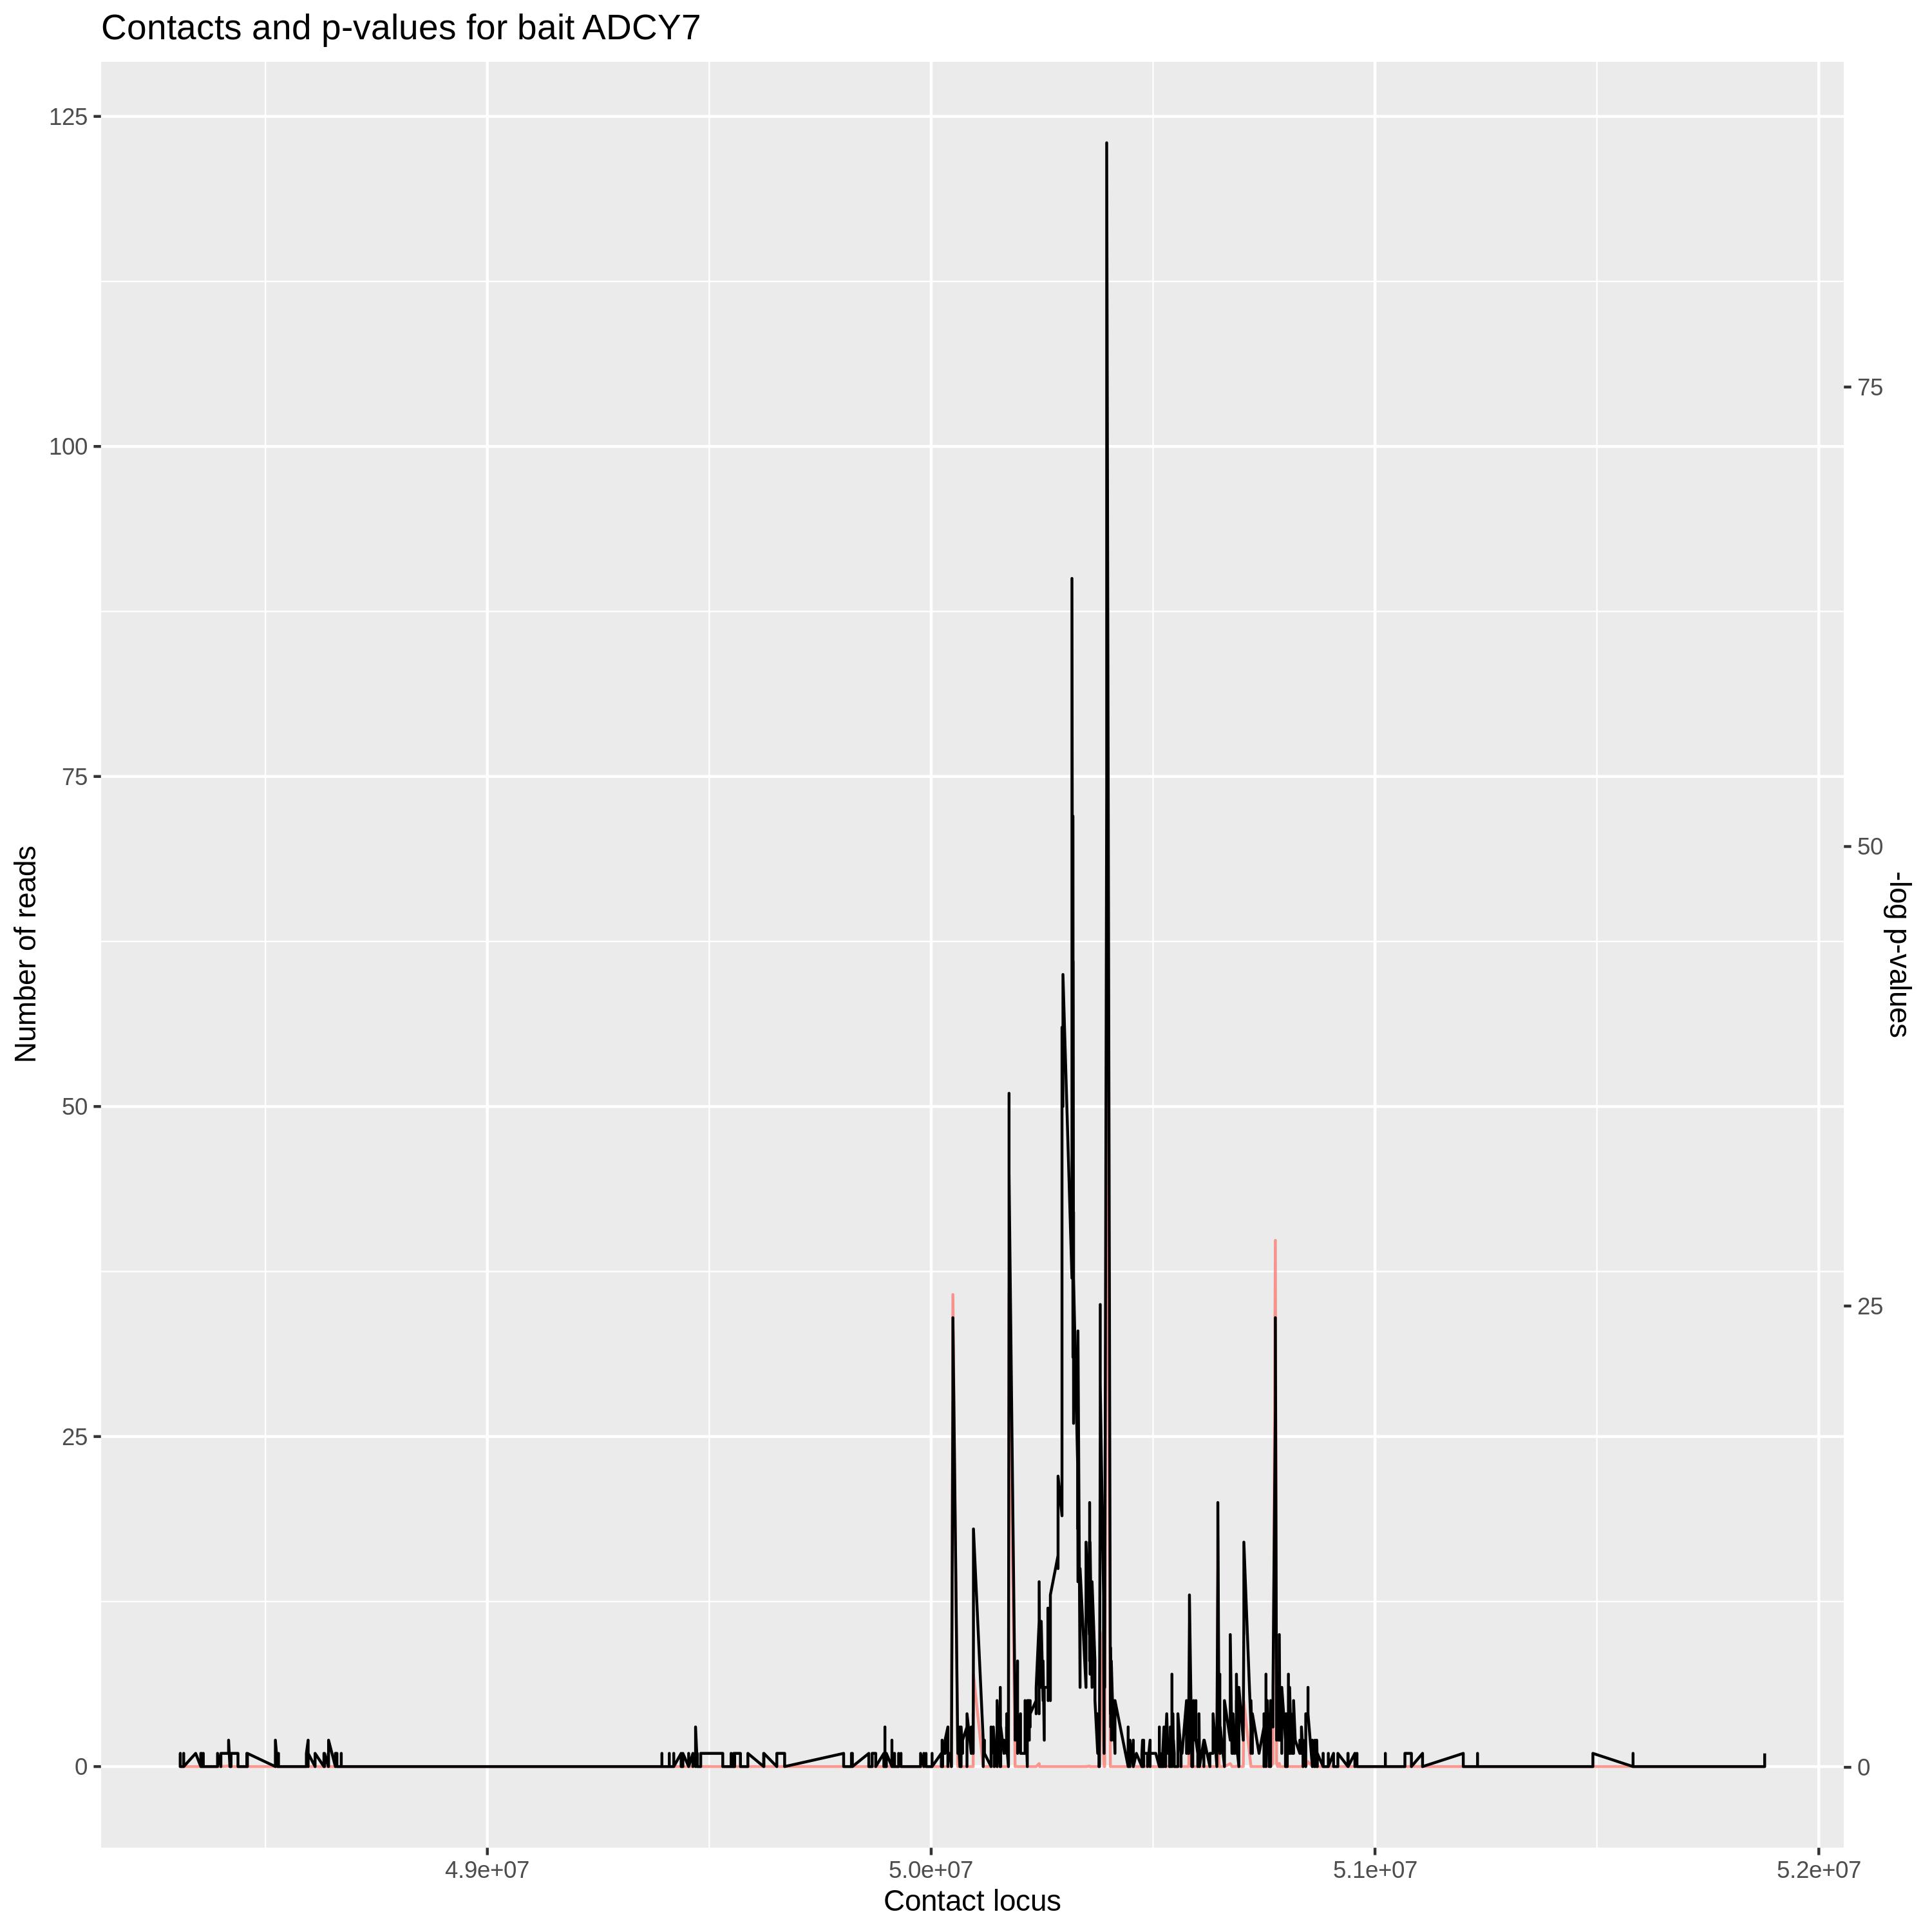 Contacts and p-values for bait ADCY7
125
100
75
50
25
0
Number of reads
75
50
25
0
-log p-values
4.9e+07
5.0e+07
5.1e+07
5.2e+07
Contact locus